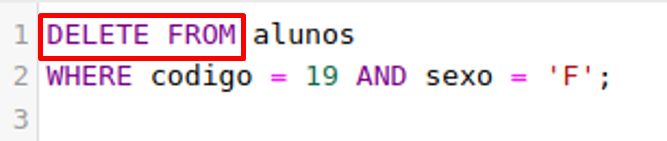 1 DELETE FROM alunos
2 WHERE codigo = 19 AND sexo = 'F';
3